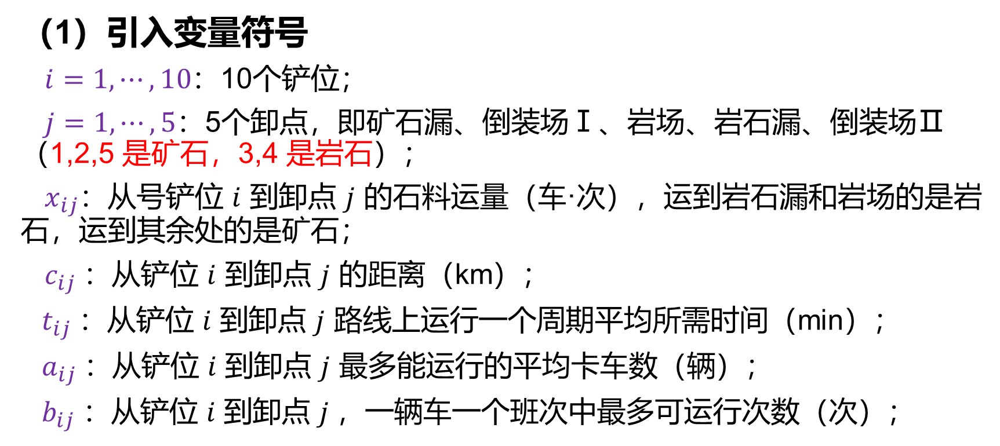 （1）引入变量符号
i = 1,⋯,10：10个铲位；
j = 1,⋯,5：5个卸点，即矿石漏、倒装场Ⅰ、岩场、岩石漏、倒装场Ⅱ
（1,2,5 是矿石，3,4 是岩石）；
x_{ij}：从号铲位 i 到卸点 j 的石料运量（车·次），运到岩石漏和岩场的是岩
石，运到其余处的是矿石；
c_{ij}：从铲位 i 到卸点 j 的距离（km）；
t_{ij}：从铲位 i 到卸点 j 路线上运行一个周期平均所需时间（min）；
a_{ij}：从铲位 i 到卸点 j 最多能运行的平均卡车数（辆）；
b_{ij}：从铲位 i 到卸点 j，一辆车一个班次中最多可运行次数（次）；